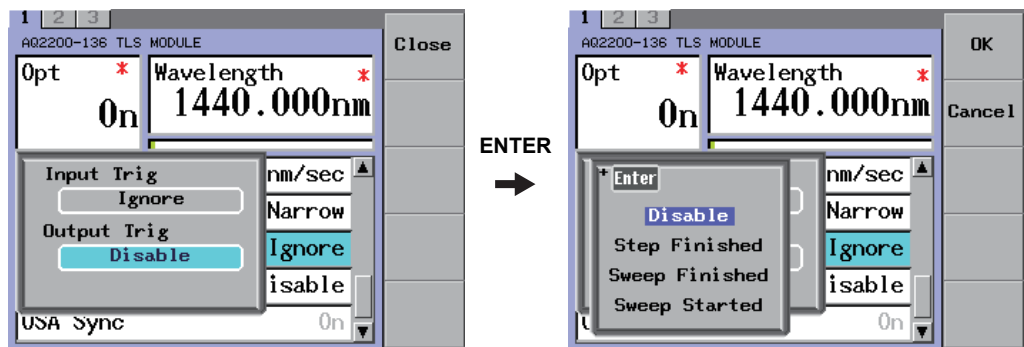 1 2 3
AQ2200-136 TLS MODULE
Close
Opt *
On
Wavelength *
1440.000nm
Input Trig
Ignore
Output Trig
Disable
nm/sec
Narrow
Ignore
isable
USA Sync On
ENTER
1 2 3
AQ2200-136 TLS MODULE
OK
Cancel
Opt *
On
Wavelength *
1440.000nm
Enter
Disable
Step Finished
Sweep Finished
Sweep Started
nm/sec
Narrow
Ignore
isable
On